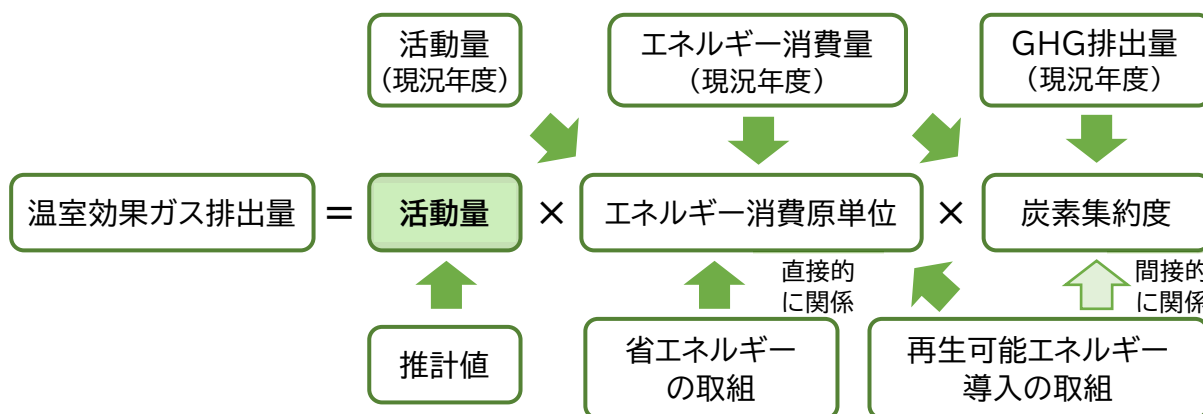 活動量
(現況年度)
エネルギー消費量
(現況年度)
GHG排出量
(現況年度)
温室効果ガス排出量
=
活動量
×
エネルギー消費原単位
×
炭素集約度
直接的
に関係
間接的
に関係
推計値
省エネルギー
の取組
再生可能エネルギー
導入の取組